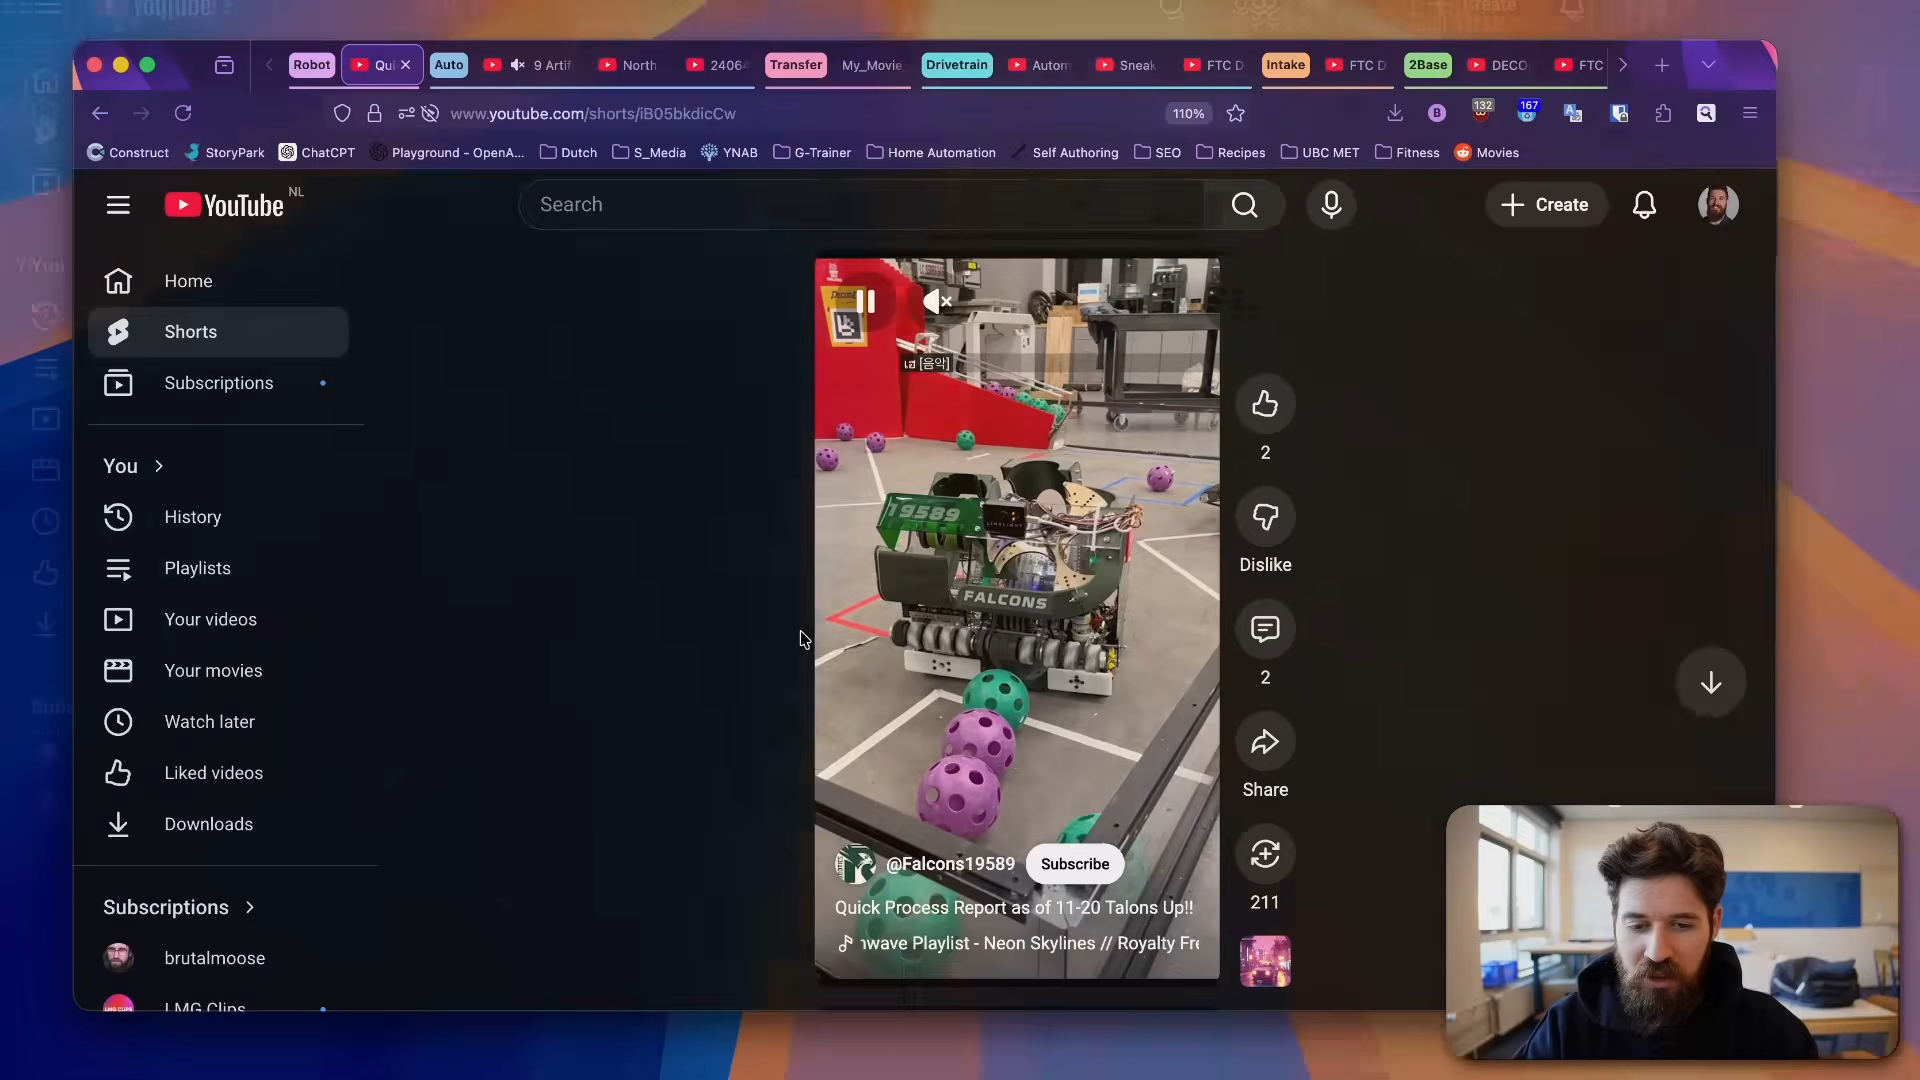 Robot
Qui
Auto
9 Artif
North
2406
Transfer
My_Movie
Drivetrain
Autom
Sneak
FTC D
Intake
FTC D
2Base
DECO
FTC
www.youtube.com/shorts/iB05bkdicCw
110%
B
132
167
Construct
StoryPark
ChatCPT
Playground - OpenA...
Dutch
S_Media
YNAB
G-Trainer
Home Automation
Self Authoring
SEO
Recipes
UBC MET
Fitness
Movies
YouTube
NL
Search
Create
Home
Shorts
Subscriptions
You
History
Playlists
Your videos
Your movies
Watch later
Liked videos
Downloads
Subscriptions
brutalmoose
LMG Clips
[음악]
19589
LIMELIGHT
FALCONS
@Falcons19589
Subscribe
Quick Process Report as of 11-20 Talons Up!!
wave Playlist - Neon Skylines // Royalty Fre
2
Dislike
2
Share
211